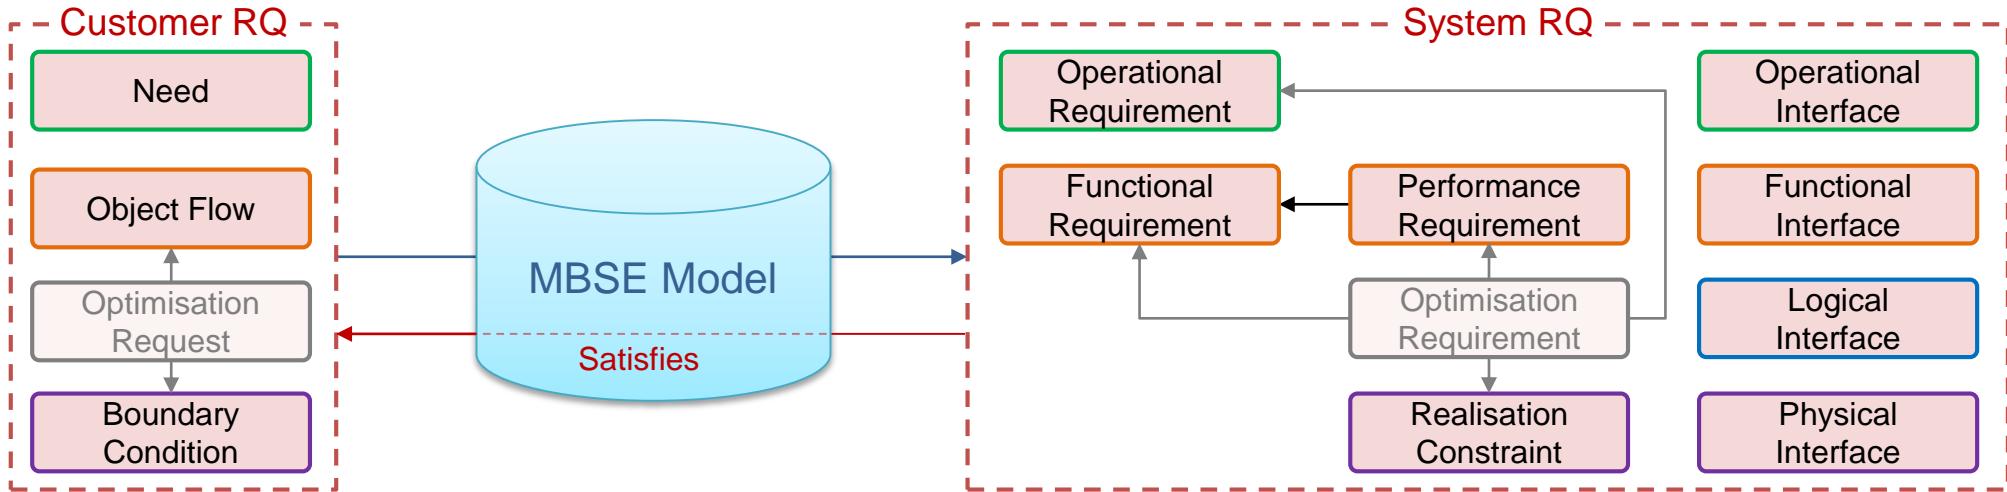 Customer RQ
Need
Object Flow
Optimisation
Request
Boundary
Condition
MBSE Model
Satisfies
System RQ
Operational
Requirement
Operational
Interface
Functional
Requirement
Performance
Requirement
Functional
Interface
Optimisation
Requirement
Logical
Interface
Realisation
Constraint
Physical
Interface